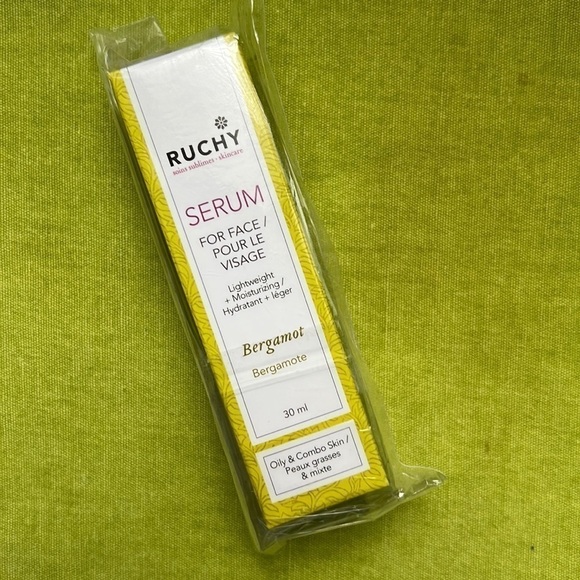 RUCHY
soins sublimes · skincare
SERUM
FOR FACE /
POUR LE
VISAGE
Lightweight
+ Moisturizing /
Hydratant + léger
Bergamot
Bergamote
30 ml
Oily & Combo Skin /
Peaux grasses
& mixte